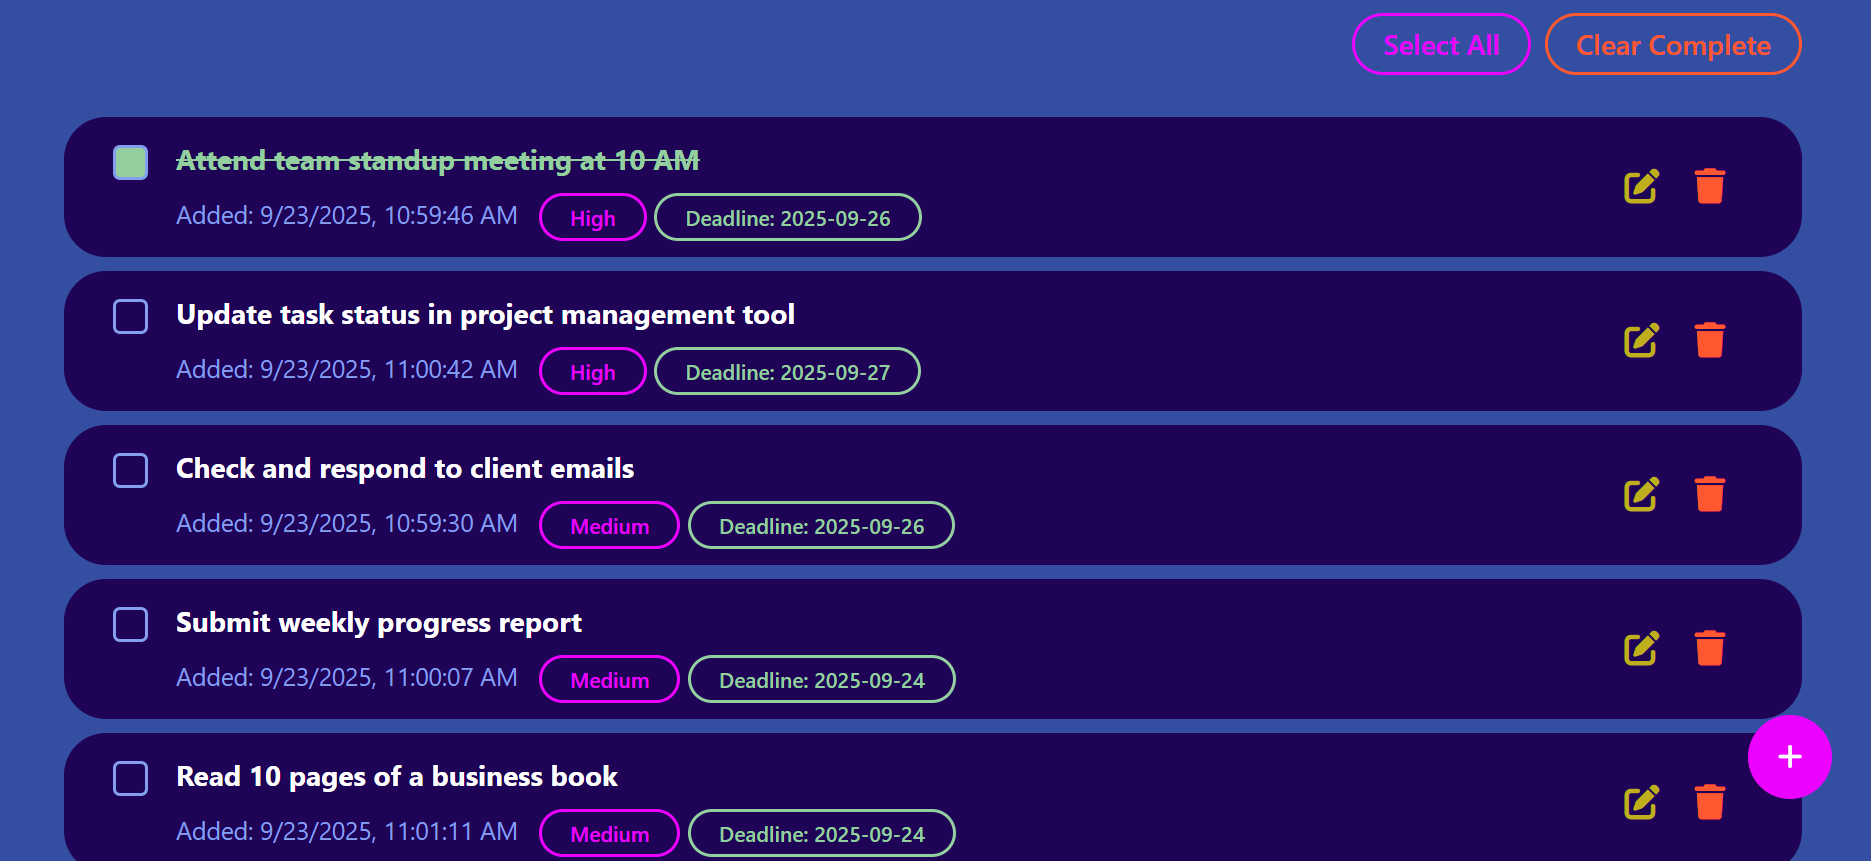 Select All
Clear Complete
Attend team standup meeting at 10 AM
Added: 9/23/2025, 10:59:46 AM High Deadline: 2025-09-26
Update task status in project management tool
Added: 9/23/2025, 11:00:42 AM High Deadline: 2025-09-27
Check and respond to client emails
Added: 9/23/2025, 10:59:30 AM Medium Deadline: 2025-09-26
Submit weekly progress report
Added: 9/23/2025, 11:00:07 AM Medium Deadline: 2025-09-24
Read 10 pages of a business book
Added: 9/23/2025, 11:01:11 AM Medium Deadline: 2025-09-24